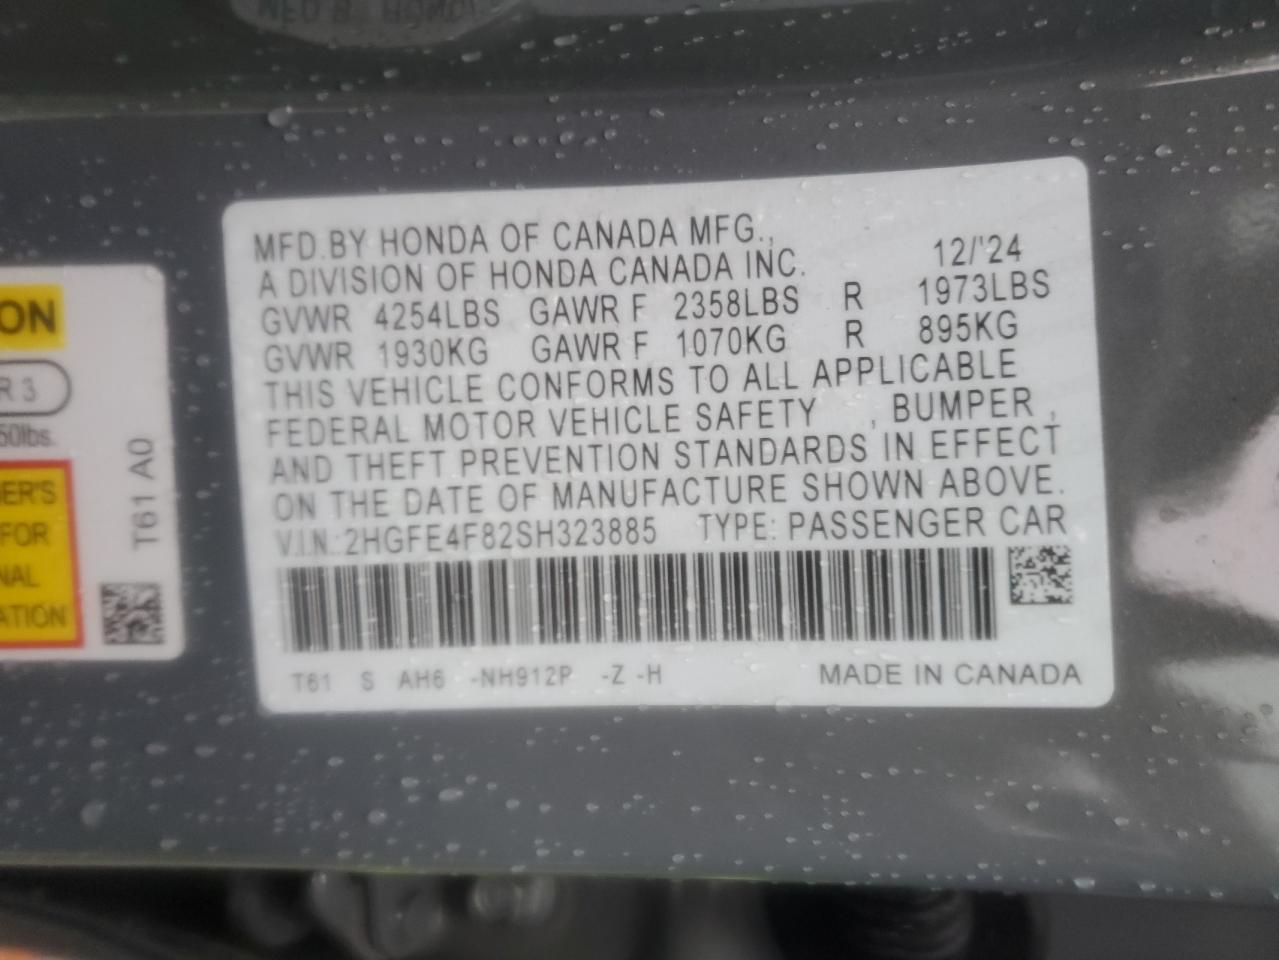 MFD.BY HONDA OF CANADA MFG.,
A DIVISION OF HONDA CANADA INC. 12/'24
GVWR 4254LBS GAWR F 2358LBS R 1973LBS
GVWR 1930KG GAWR F 1070KG R 895KG
THIS VEHICLE CONFORMS TO ALL APPLICABLE
FEDERAL MOTOR VEHICLE SAFETY , BUMPER ,
AND THEFT PREVENTION STANDARDS IN EFFECT
ON THE DATE OF MANUFACTURE SHOWN ABOVE.
V.I.N.:2HGFE4F82SH323885 TYPE: PASSENGER CAR
T61 S AH6 -NH912P -Z -H MADE IN CANADA
ON
R 3
50lbs.
ER'S
FOR
NAL
ATION
T61 A0